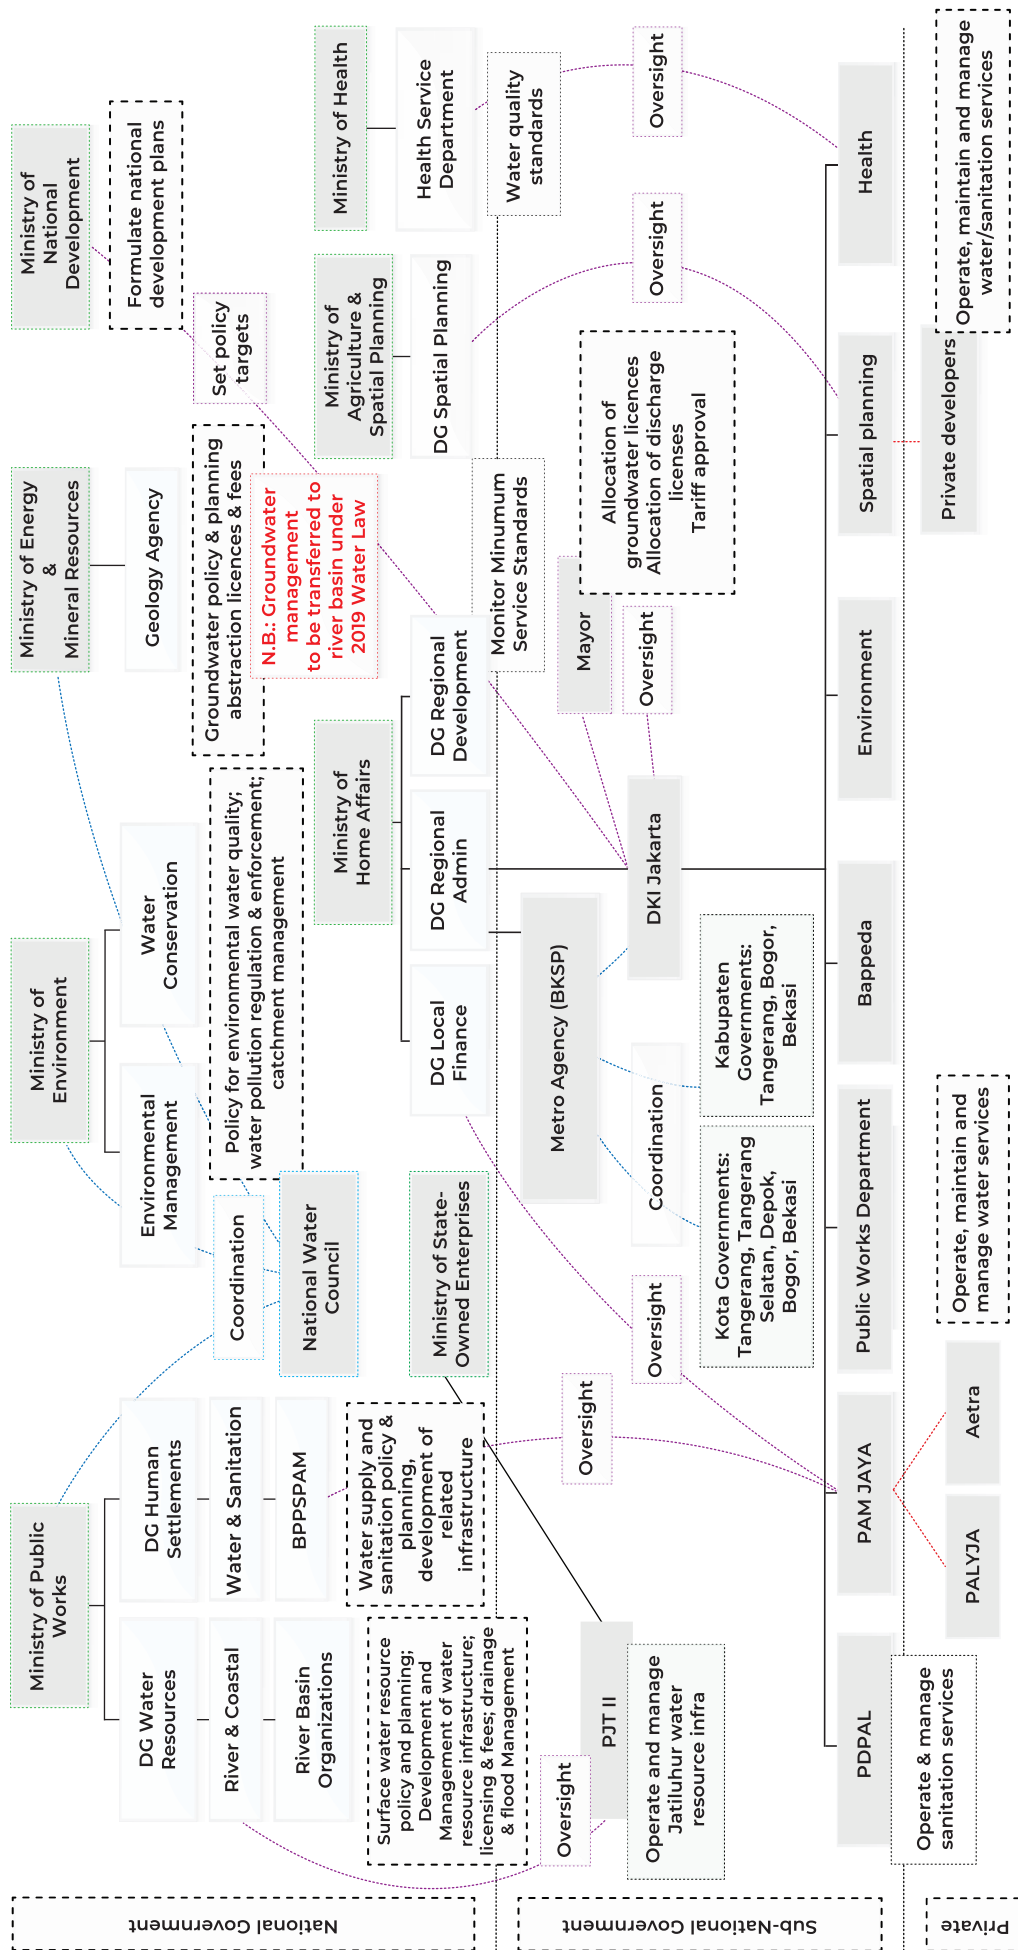 National Government
Ministry of Public
Works
DG Water
Resources
River & Coastal
River Basin
Organizations
Surface water resource
policy and planning;
Development and
Management of water
resource infrastructure;
licensing & fees; drainage
& flood Management
DG Human
Settlements
Water & Sanitation
BPPSPAM
Water supply and
sanitation policy &
planning,
development of
related
infrastructure
Ministry of
Environment
Environmental
Management
Water
Conservation
Policy for environmental water quality;
water pollution regulation & enforcement;
catchment management
Coordination
National Water
Council
Ministry of Energy
&
Mineral Resources
Geology Agency
Groundwater policy & planning
abstraction licences & fees
N.B.: Groundwater
management
to be transferred to
river basin under
2019 Water Law
Ministry of
National
Development
Formulate national
development plans
Set policy
targets
Ministry of State-
Owned Enterprises
Ministry of
Home Affairs
DG Local
Finance
DG Regional
Admin
DG Regional
Development
Monitor Minumum
Service Standards
Ministry of
Agriculture &
Spatial Planning
DG Spatial Planning
Ministry of Health
Health Service
Department
Water quality
standards
Sub-National Government
Oversight
PJT II
Operate and manage
Jatiluhur water
resource infra
Oversight
Oversight
Metro Agency (BKSP)
Coordination
Kota Governments:
Tangerang, Tangerang
Selatan, Depok,
Bogor, Bekasi
Kabupaten
Governments:
Tangerang, Bogor,
Bekasi
DKI Jakarta
Mayor
Oversight
Allocation of
groundwater licences
Allocation of discharge
licenses
Tariff approval
Oversight
Oversight
PDPAL
PAM JAYA
Public Works Department
Bappeda
Environment
Spatial planning
Health
Private
Operate & manage
sanitation services
PALYJA
Aetra
Operate, maintain and
manage water services
Private developers
Operate, maintain and manage
water/sanitation services